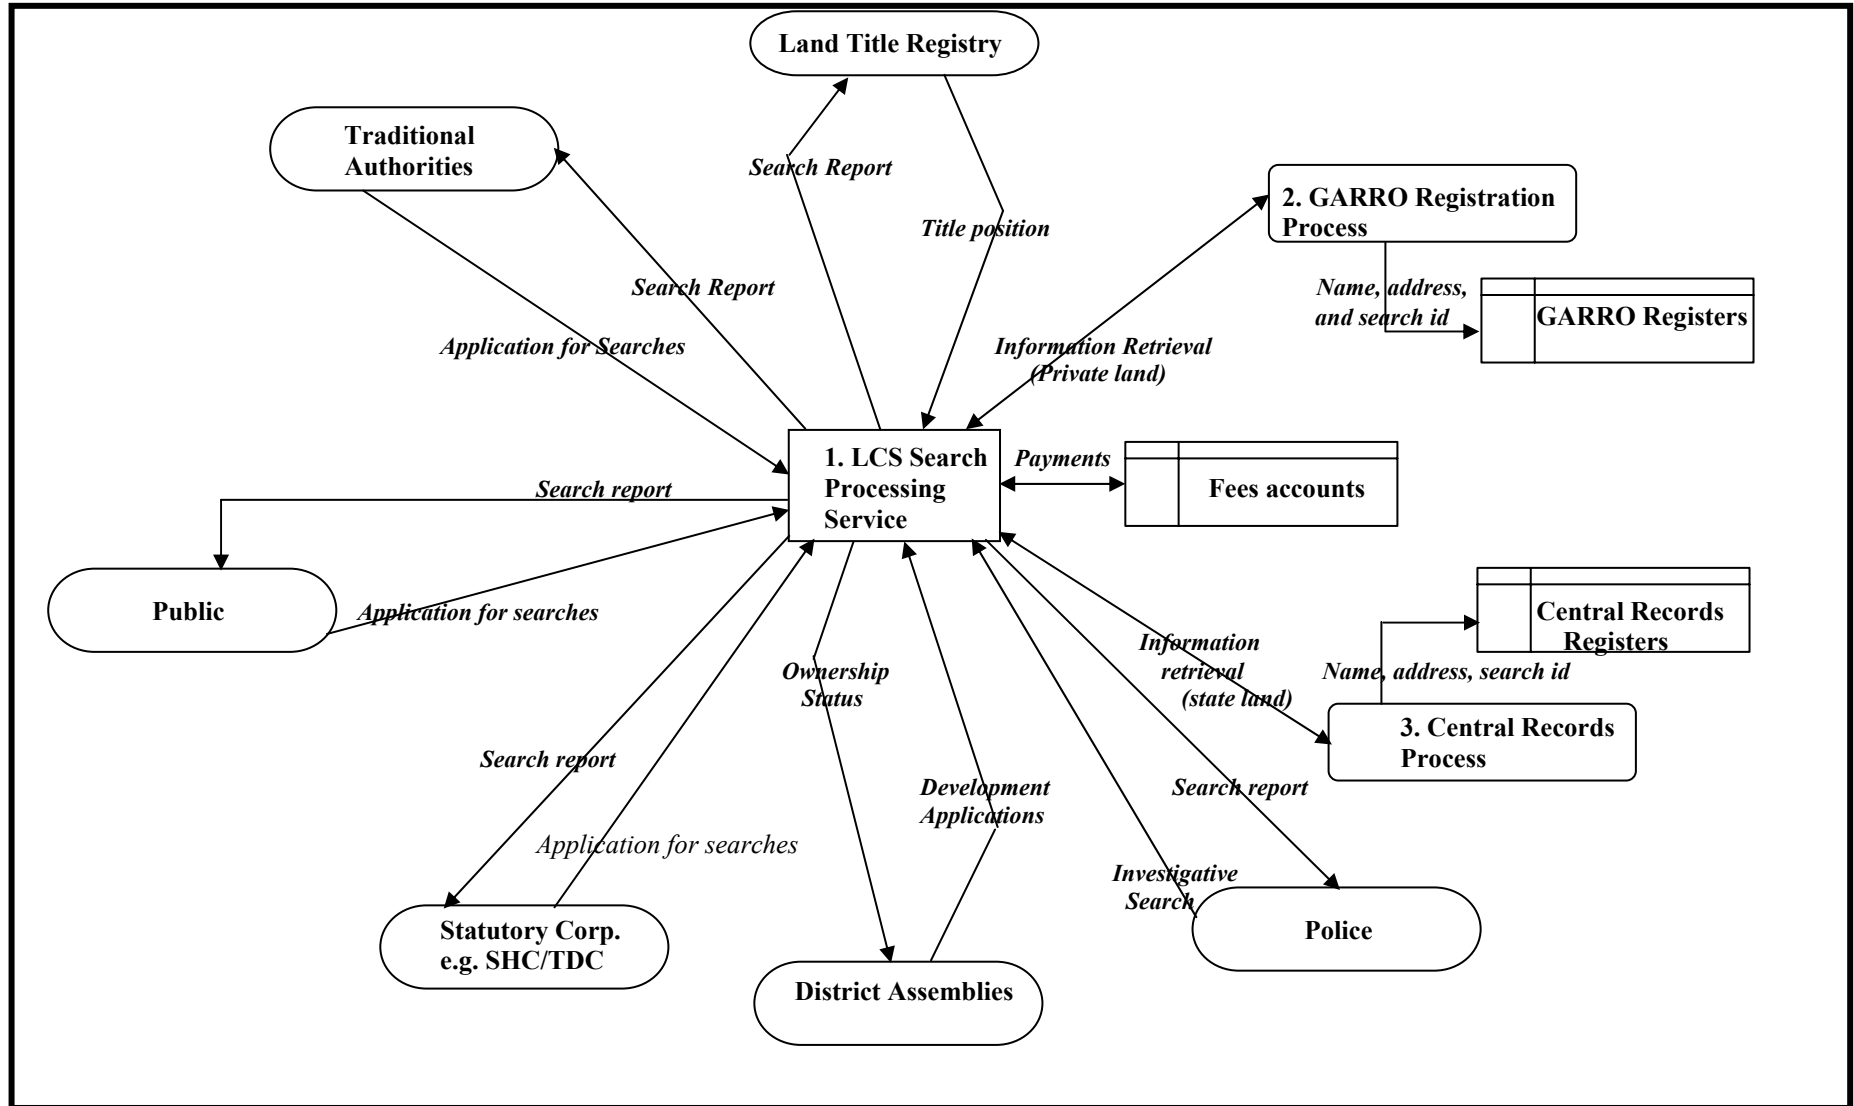 Land Title Registry
Traditional
Authorities
Search Report
2. GARRO Registration
Process
Title position
Search Report
Name, address,
and search id
GARRO Registers
Application for Searches
Information Retrieval
(Private land)
1. LCS Search
Processing
Service
Payments
Fees accounts
Search report
Public
Application for searches
Central Records
Registers
Information
retrieval
(state land)
Name, address, search id
Ownership
Status
3. Central Records
Process
Search report
Development
Applications
Search report
Application for searches
Investigative
Search
Statutory Corp.
e.g. SHC/TDC
Police
District Assemblies